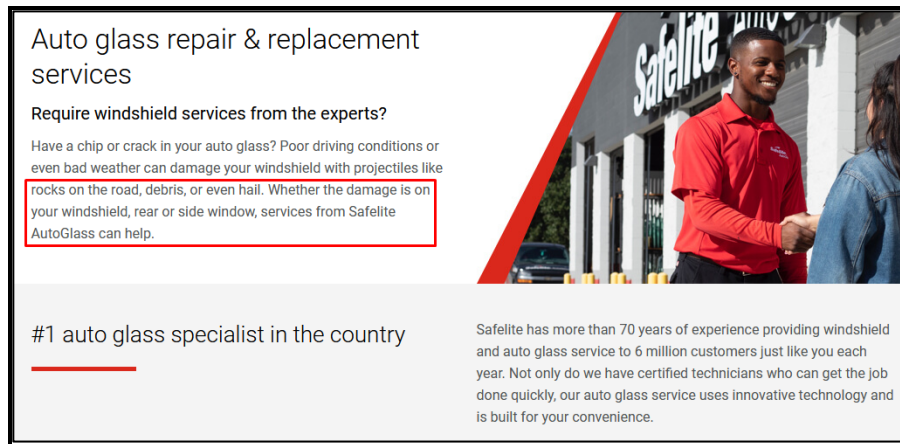 Auto glass repair & replacement
services
Require windshield services from the experts?
Have a chip or crack in your auto glass? Poor driving conditions or
even bad weather can damage your windshield with projectiles like
rocks on the road, debris, or even hail. Whether the damage is on
your windshield, rear or side window, services from Safelite
AutoGlass can help.
Safelite Auto
#1 auto glass specialist in the country
Safelite has more than 70 years of experience providing windshield
and auto glass service to 6 million customers just like you each
year. Not only do we have certified technicians who can get the job
done quickly, our auto glass service uses innovative technology and
is built for your convenience.